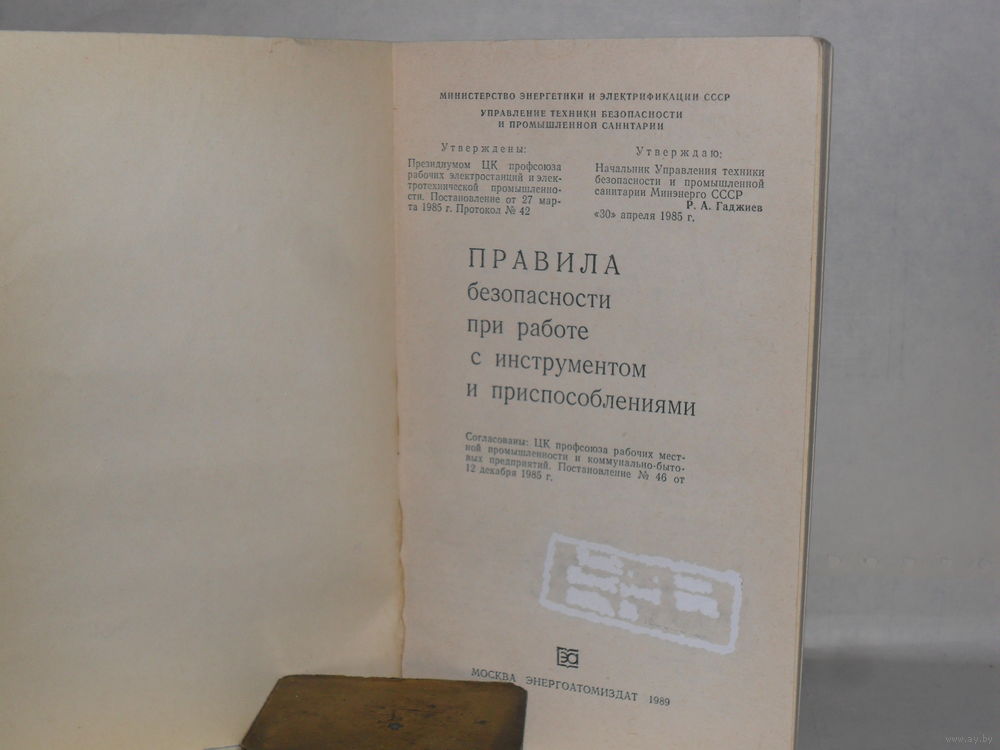 МИНИСТЕРСТВО ЭНЕРГЕТИКИ И ЭЛЕКТРИФИКАЦИИ СССР
УПРАВЛЕНИЕ ТЕХНИКИ БЕЗОПАСНОСТИ
И ПРОМЫШЛЕННОЙ САНИТАРИИ
Утверждены:
Президиумом ЦК профсоюза
рабочих электростанций и элек-
тротехнической промышленно-
сти. Постановление от 27 мар-
та 1985 г. Протокол № 42
Утверждаю:
Начальник Управления техники
безопасности и промышленной
санитарии Минэнерго СССР
Р. А. Гаджиев
«30» апреля 1985 г.
ПРАВИЛА
безопасности
при работе
с инструментом
и приспособлениями
Согласованы: ЦК профсоюза рабочих мест-
ной промышленности и коммунально-быто-
вых предприятий. Постановление № 46 от
12 декабря 1985 г.
МОСКВА ЭНЕРГОАТОМИЗДАТ 1989
www.ay.by